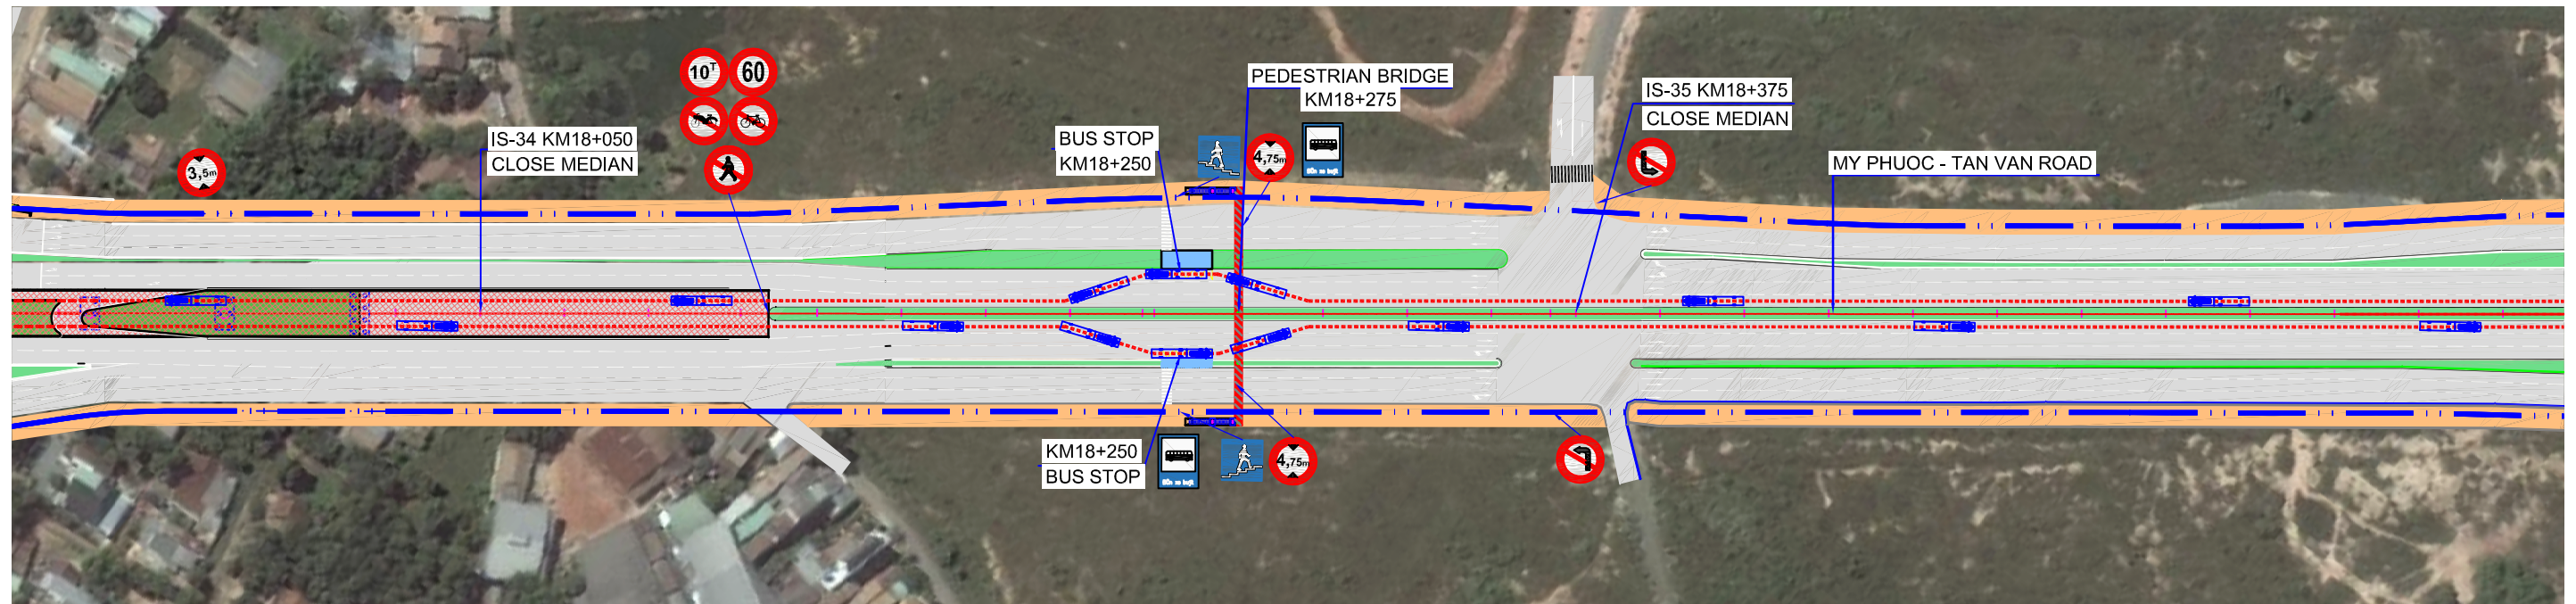 10T
60
PEDESTRIAN BRIDGE
KM18+275
IS-35 KM18+375
CLOSE MEDIAN
IS-34 KM18+050
CLOSE MEDIAN
BUS STOP
KM18+250
4,75m
3,5m
MY PHUOC - TAN VAN ROAD
KM18+250
BUS STOP
4,75m